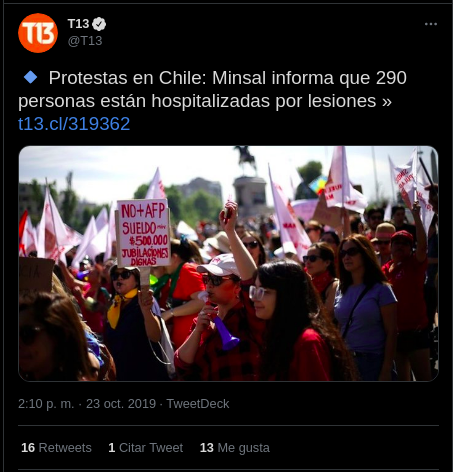 T13
T13
@T13
Protestas en Chile: Minsal informa que 290
personas están hospitalizadas por lesiones »
t13.cl/319362
NO+AFP
SUELDO
$500.000
JUBILACIONES
DIGNAS
2:10 p. m. · 23 oct. 2019 · TweetDeck
16 Retweets 1 Citar Tweet 13 Me gusta